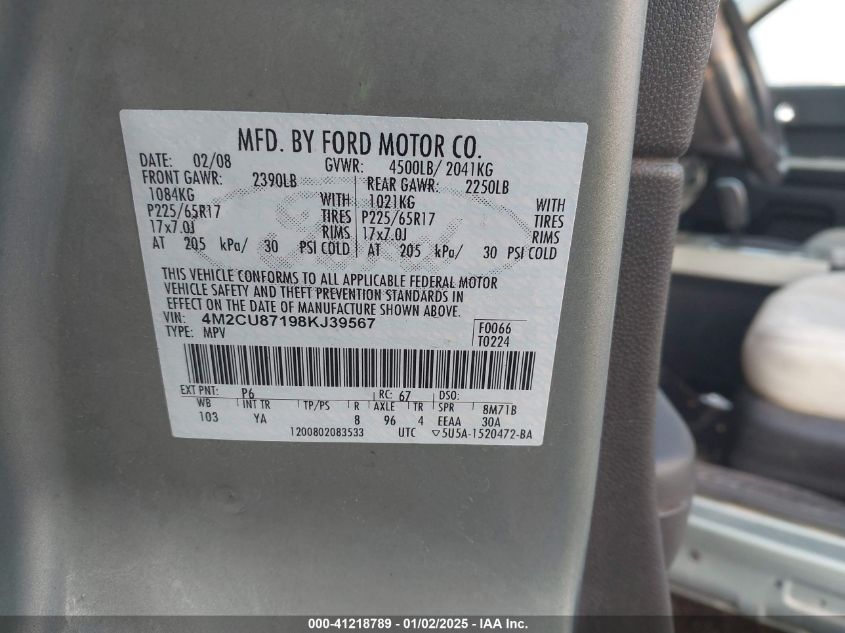 MFD. BY FORD MOTOR CO.
DATE: 02/08 GVWR: 4500LB/ 2041KG
FRONT GAWR: 2390LB REAR GAWR: 2250LB
1084KG WITH 1021KG WITH
P225/65R17 TIRES P225/65R17 TIRES
17x7.0J RIMS 17x7.0J RIMS
AT 205 kPa/ 30 PSI COLD AT 205 kPa/ 30 PSI COLD
THIS VEHICLE CONFORMS TO ALL APPLICABLE FEDERAL MOTOR
VEHICLE SAFETY AND THEFT PREVENTION STANDARDS IN
EFFECT ON THE DATE OF MANUFACTURE SHOWN ABOVE.
VIN: 4M2CU87198KJ39567 F0066
TYPE: MPV T0224
EXT PNT: P6 RC: 67 DSO:
WB INT TR TP/PS R AXLE TR SPR 8M71B
103 YA 8 96 4 EEAA 30A
1200802083533 UTC ▽5U5A-1520472-BA
000-41218789 - 01/02/2025 - IAA Inc.